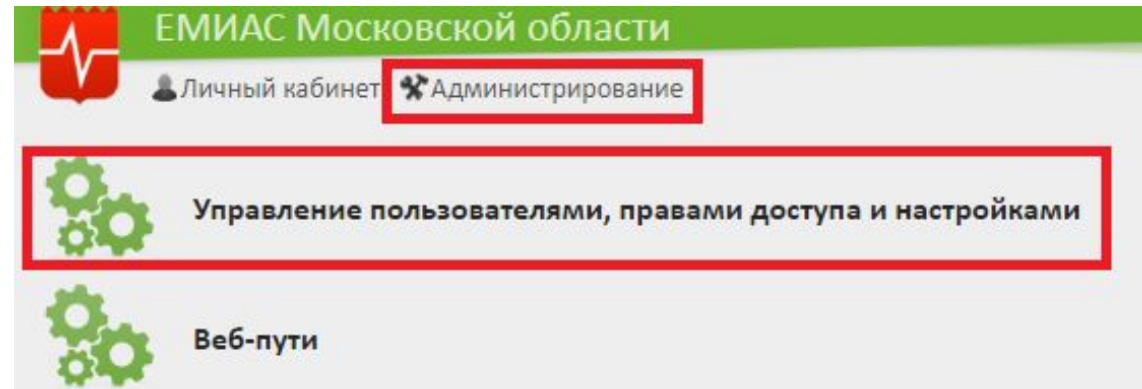 ЕМИАС Московской области
Личный кабинет Администрирование
Управление пользователями, правами доступа и настройками
Веб-пути